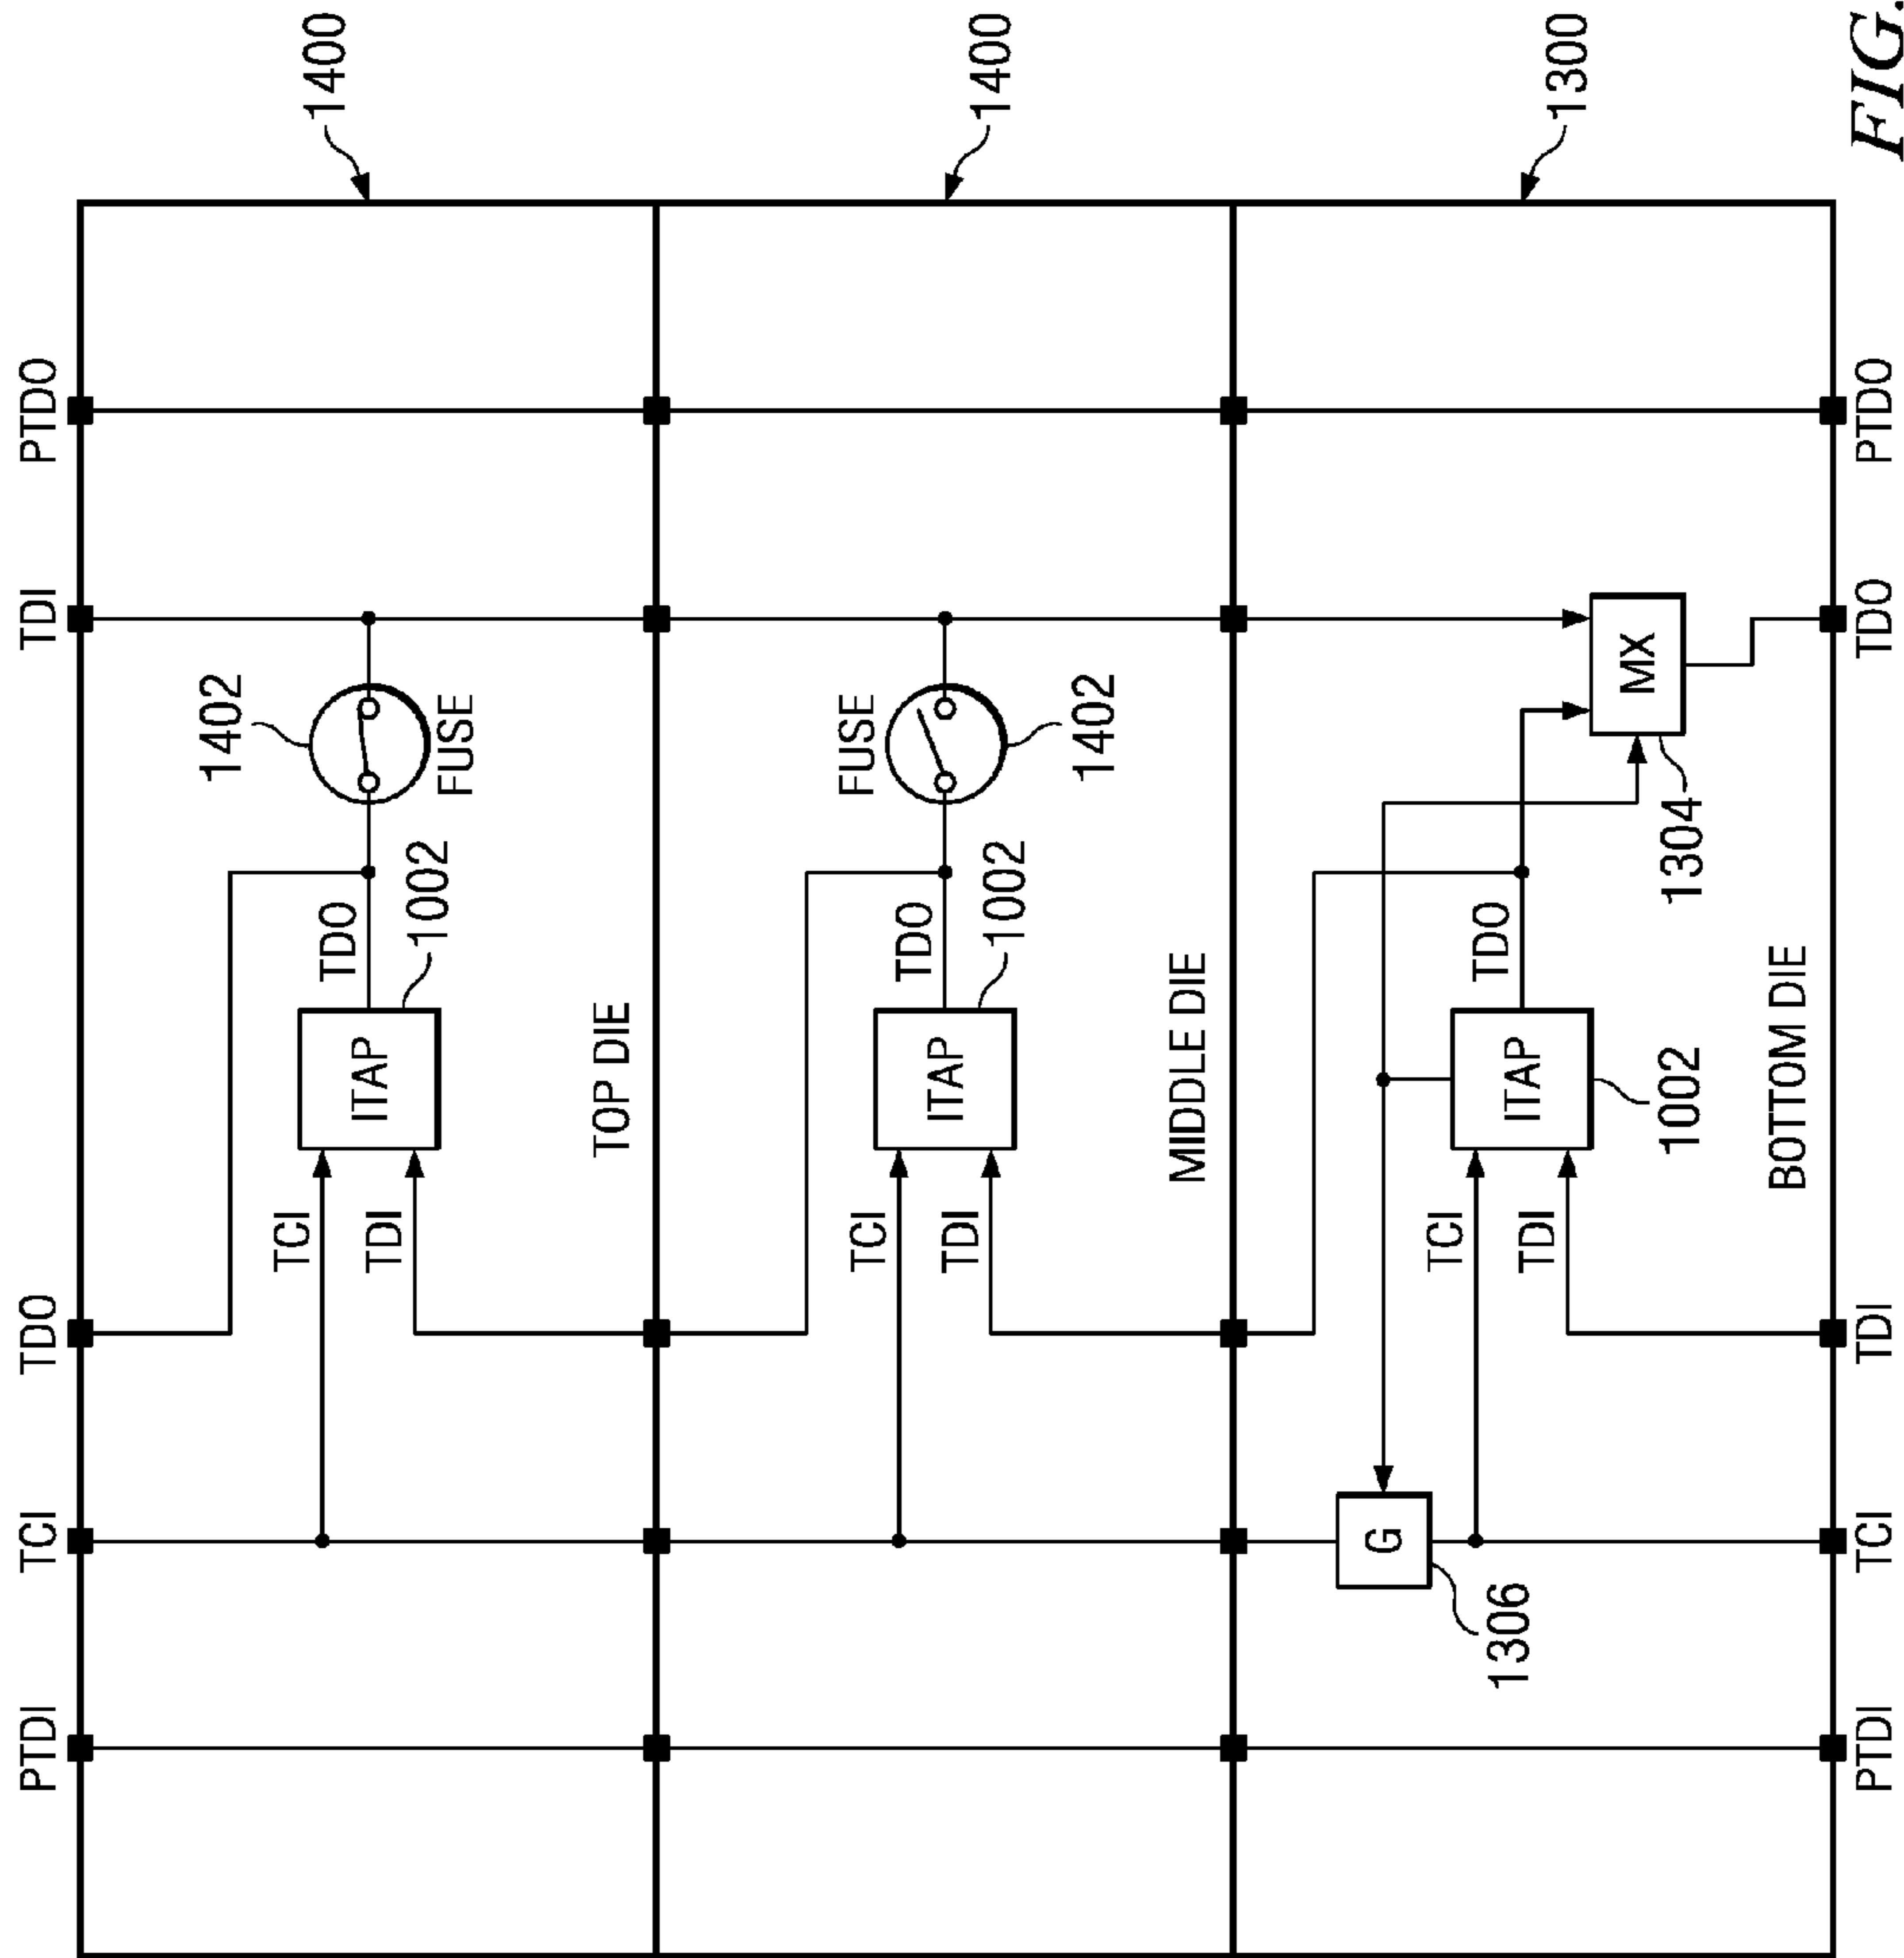 PTDI
TCI
TDO
TDI
PTDO
1402
1400
TDO
TCI
ITAP
FUSE
TDI
1002
TOP DIE
FUSE
1400
TDO
TCI
ITAP
TDI
1002
1402
MIDDLE DIE
TDO
1300
G
TCI
ITAP
MX
TDI
1306
1002
1304
BOTTOM DIE
PTDI
TCI
TDI
TDO
PTDO
FIG.